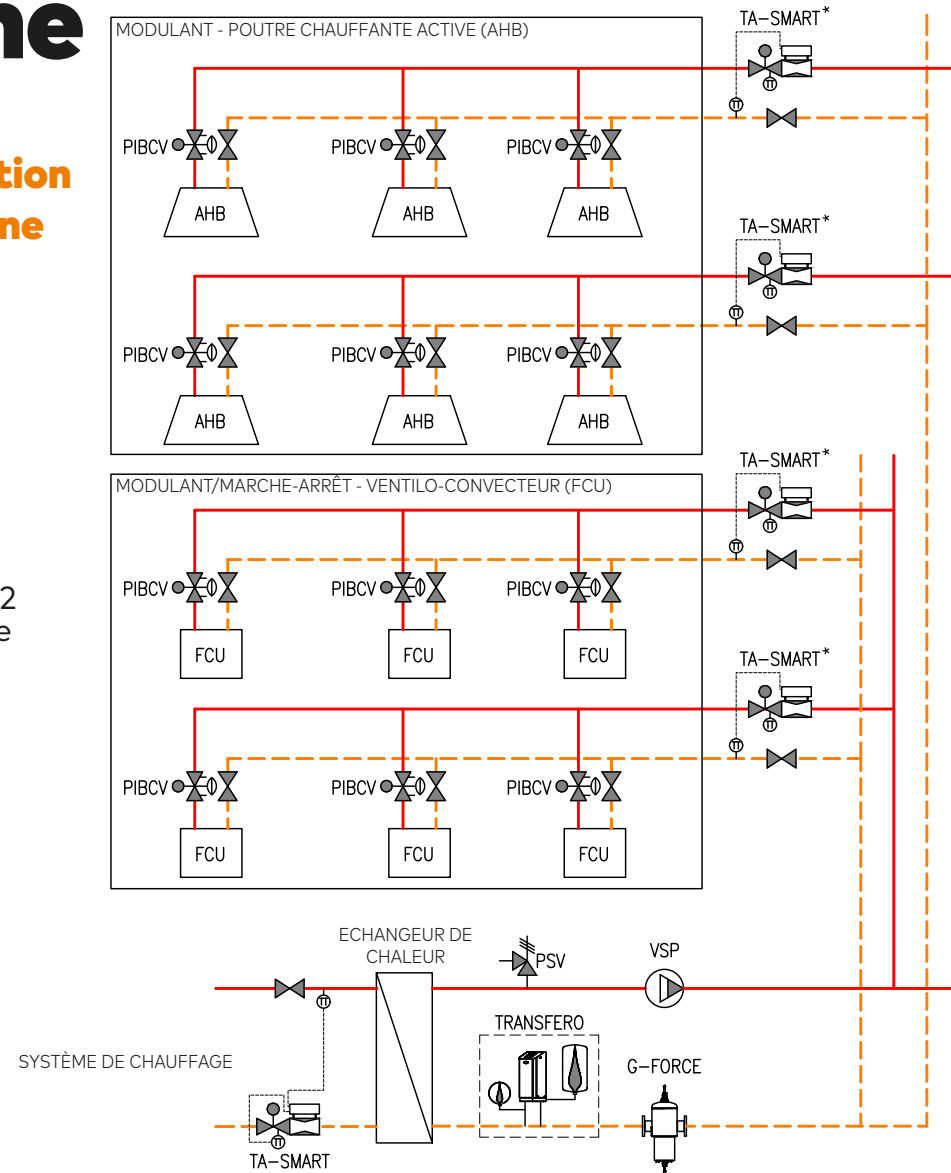 ne
tion
ne
2
e
MODULANT - POUTRE CHAUFFANTE ACTIVE (AHB)
TA-SMART*
PIBCV PIBCV PIBCV
AHB AHB AHB
TA-SMART*
PIBCV PIBCV PIBCV
AHB AHB AHB
MODULANT/MARCHE-ARRÊT - VENTILO-CONVECTEUR (FCU)
TA-SMART*
PIBCV PIBCV PIBCV
FCU FCU FCU
TA-SMART*
PIBCV PIBCV PIBCV
FCU FCU FCU
ECHANGEUR DE
CHALEUR
PSV
VSP
TRANSFERO
SYSTÈME DE CHAUFFAGE
G-FORCE
TA-SMART